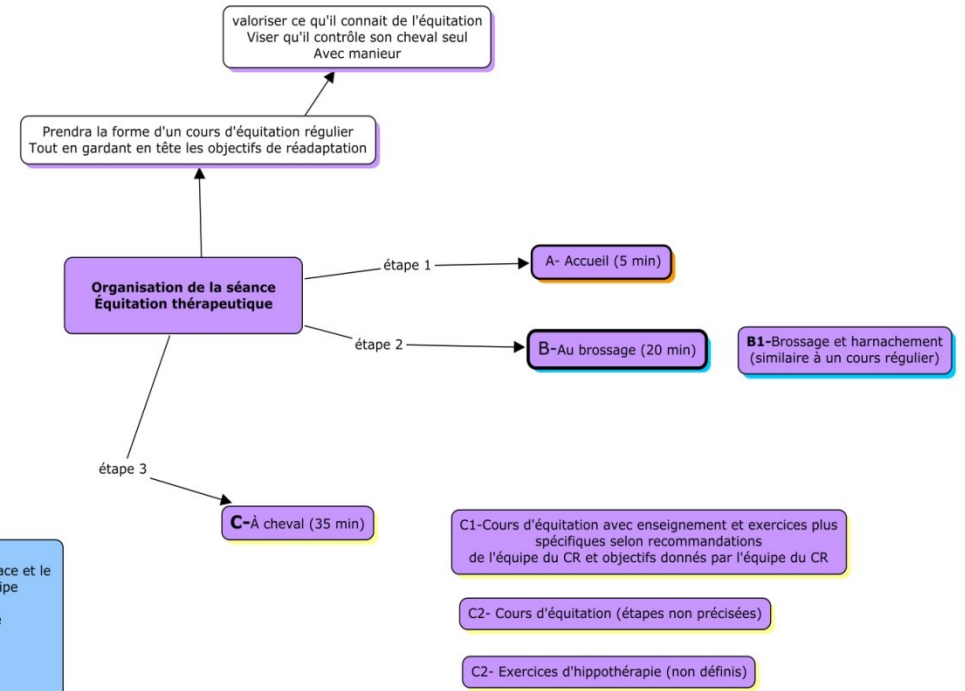 valoriser ce qu'il connait de l'équitation
Viser qu'il contrôle son cheval seul
Avec manieur
Prendra la forme d'un cours d'équitation régulier
Tout en gardant en tête les objectifs de réadaptation
Organisation de la séance
Équitation thérapeutique
étape 1
A- Accueil (5 min)
étape 2
B-Au brossage (20 min)
B1-Brossage et harnachement
(similaire à un cours régulier)
étape 3
C-À cheval (35 min)
C1-Cours d'équitation avec enseignement et exercices plus
spécifiques selon recommandations
de l'équipe du CR et objectifs donnés par l'équipe du CR
C2- Cours d'équitation (étapes non précisées)
C2- Exercices d'hippothérapie (non définis)
et le